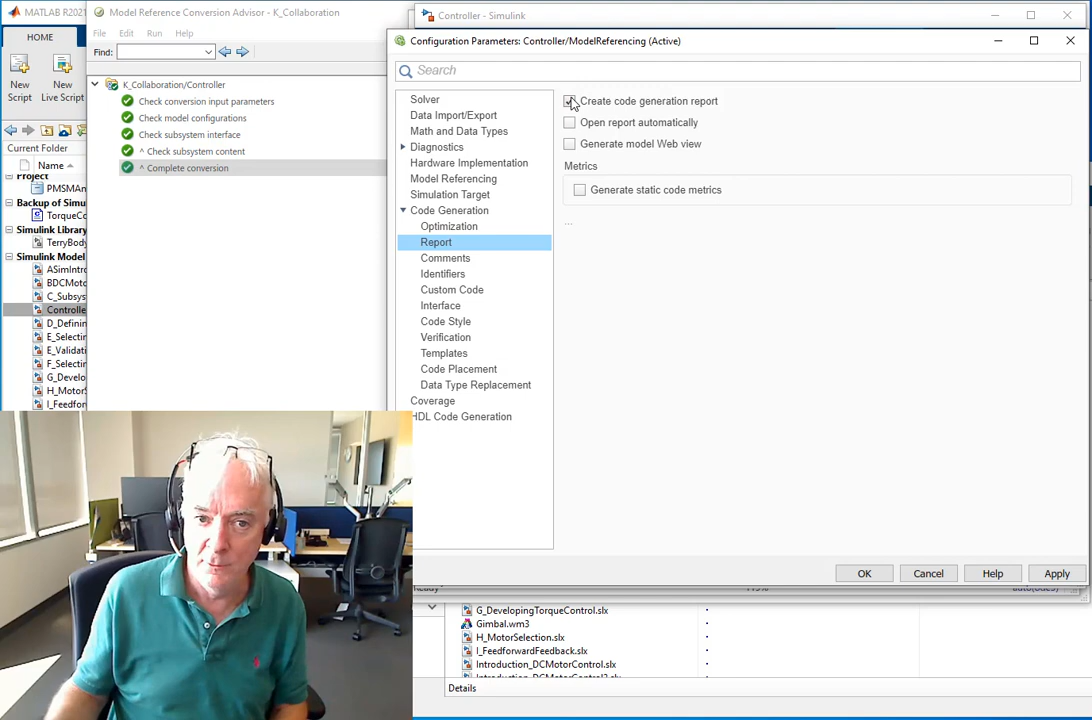 MATLAB R2021
HOME
New Script
New Live Script
Current Folder
Name
Project
PMSMAn
Backup of Simu
TorqueCo
Simulink Library
TerryBody
Simulink Model
ASimIntro
BDCMoto
C_Subsys
Controlle
D_Definin
E_Selectin
E_Validati
F_Selectin
G_Develo
H_MotorS
I_Feedfor
Model Reference Conversion Advisor - K_Collaboration
File Edit Run Help
Find:
K_Collaboration/Controller
Check conversion input parameters
Check model configurations
Check subsystem interface
^ Check subsystem content
^ Complete conversion
Controller - Simulink
Configuration Parameters: Controller/ModelReferencing (Active)
Search
Solver
Data Import/Export
Math and Data Types
Diagnostics
Hardware Implementation
Model Referencing
Simulation Target
Code Generation
Optimization
Report
Comments
Identifiers
Custom Code
Interface
Code Style
Verification
Templates
Code Placement
Data Type Replacement
Coverage
HDL Code Generation
Create code generation report
Open report automatically
Generate model Web view
Metrics
Generate static code metrics
...
OK Cancel Help Apply
G_DevelopingTorqueControl.slx
Gimbal.wm3
H_MotorSelection.slx
I_FeedforwardFeedback.slx
Introduction_DCMotorControl.slx
Details